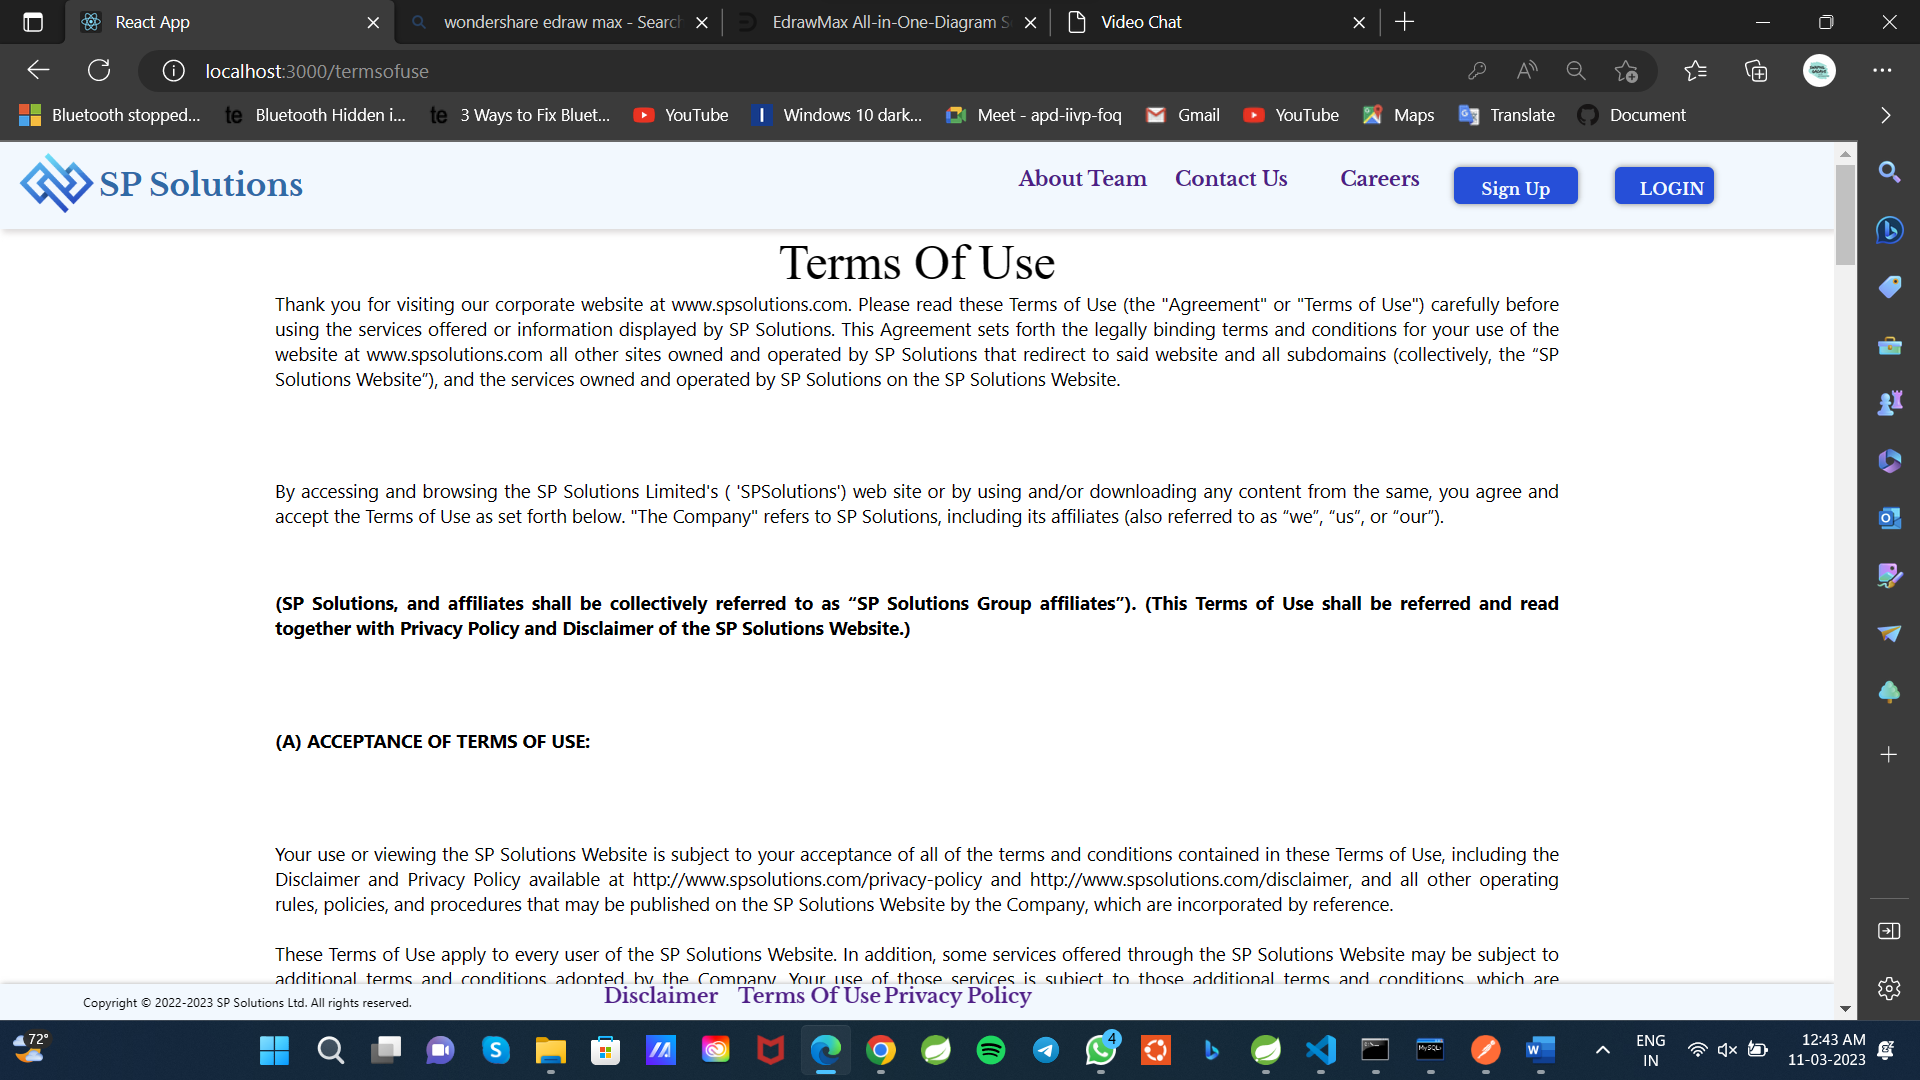 React App
wondershare edraw max - Search
EdrawMax All-in-One-Diagram S
Video Chat
localhost:3000/termsofuse
Bluetooth stopped...
Bluetooth Hidden i...
3 Ways to Fix Bluet...
YouTube
Windows 10 dark...
Meet - apd-iivp-foq
Gmail
YouTube
Maps
Translate
Document
SP Solutions
About Team
Contact Us
Careers
Sign Up
LOGIN
Terms Of Use
Thank you for visiting our corporate website at www.spsolutions.com. Please read these Terms of Use (the "Agreement" or "Terms of Use") carefully before
using the services offered or information displayed by SP Solutions. This Agreement sets forth the legally binding terms and conditions for your use of the
website at www.spsolutions.com all other sites owned and operated by SP Solutions that redirect to said website and all subdomains (collectively, the “SP
Solutions Website”), and the services owned and operated by SP Solutions on the SP Solutions Website.
By accessing and browsing the SP Solutions Limited's ( 'SPSolutions') web site or by using and/or downloading any content from the same, you agree and
accept the Terms of Use as set forth below. "The Company" refers to SP Solutions, including its affiliates (also referred to as “we”, “us”, or “our”).
(SP Solutions, and affiliates shall be collectively referred to as “SP Solutions Group affiliates”). (This Terms of Use shall be referred and read
together with Privacy Policy and Disclaimer of the SP Solutions Website.)
(A) ACCEPTANCE OF TERMS OF USE:
Your use or viewing the SP Solutions Website is subject to your acceptance of all of the terms and conditions contained in these Terms of Use, including the
Disclaimer and Privacy Policy available at http://www.spsolutions.com/privacy-policy and http://www.spsolutions.com/disclaimer, and all other operating
rules, policies, and procedures that may be published on the SP Solutions Website by the Company, which are incorporated by reference.
These Terms of Use apply to every user of the SP Solutions Website. In addition, some services offered through the SP Solutions Website may be subject to
additional terms and conditions adopted by the Company. Your use of those services is subject to those additional terms and conditions, which are
Copyright © 2022-2023 SP Solutions Ltd. All rights reserved.
Disclaimer
Terms Of Use
Privacy Policy
72°
4
MySQL
ENG
IN
12:43 AM
11-03-2023